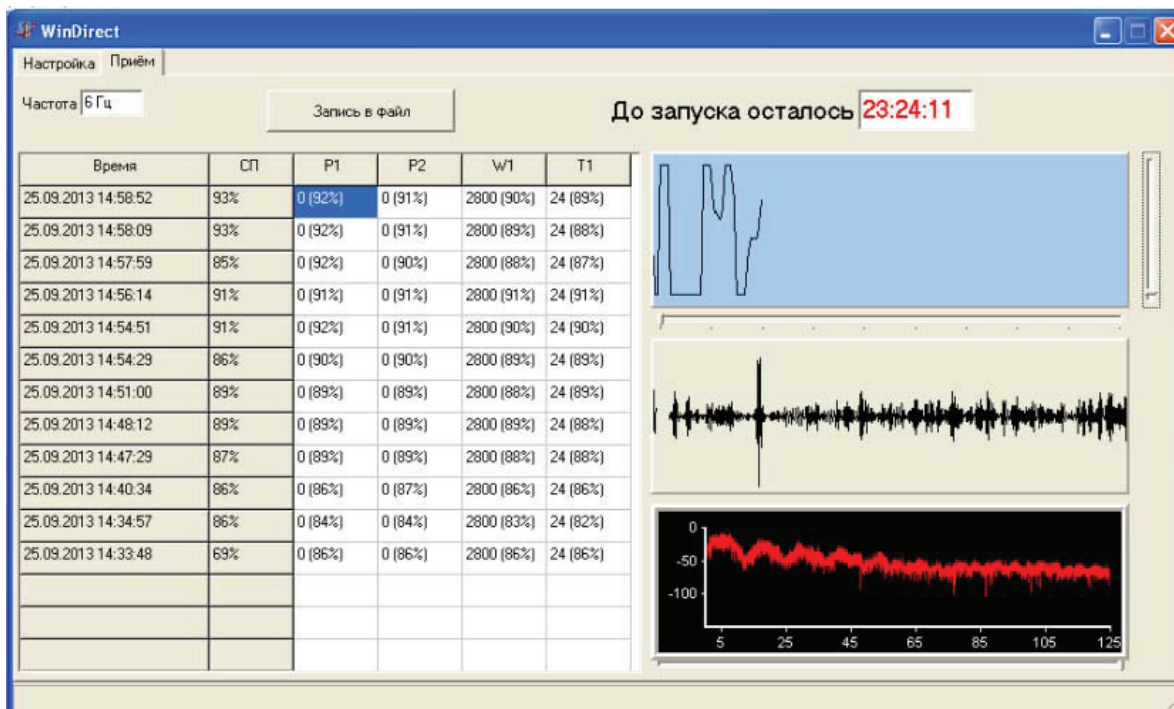 WinDirect
Настройка Приём
Частота 6 Гц Запись в файл До запуска осталось 23:24:11
Время СП P1 P2 W1 T1
25.09.2013 14:58:52 93% 0 (92%) 0 (91%) 2800 (90%) 24 (89%)
25.09.2013 14:58:09 93% 0 (92%) 0 (91%) 2800 (89%) 24 (88%)
25.09.2013 14:57:59 85% 0 (92%) 0 (90%) 2800 (88%) 24 (87%)
25.09.2013 14:56:14 91% 0 (91%) 0 (91%) 2800 (91%) 24 (91%)
25.09.2013 14:54:51 91% 0 (92%) 0 (91%) 2800 (90%) 24 (90%)
25.09.2013 14:54:29 86% 0 (90%) 0 (90%) 2800 (89%) 24 (89%)
25.09.2013 14:51:00 89% 0 (89%) 0 (89%) 2800 (88%) 24 (89%)
25.09.2013 14:48:12 89% 0 (89%) 0 (89%) 2800 (89%) 24 (88%)
25.09.2013 14:47:29 87% 0 (89%) 0 (89%) 2800 (88%) 24 (88%)
25.09.2013 14:40:34 86% 0 (86%) 0 (87%) 2800 (86%) 24 (86%)
25.09.2013 14:34:57 86% 0 (84%) 0 (84%) 2800 (83%) 24 (82%)
25.09.2013 14:33:48 69% 0 (86%) 0 (86%) 2800 (86%) 24 (86%)
0
-50
-100
5 25 45 65 85 105 125